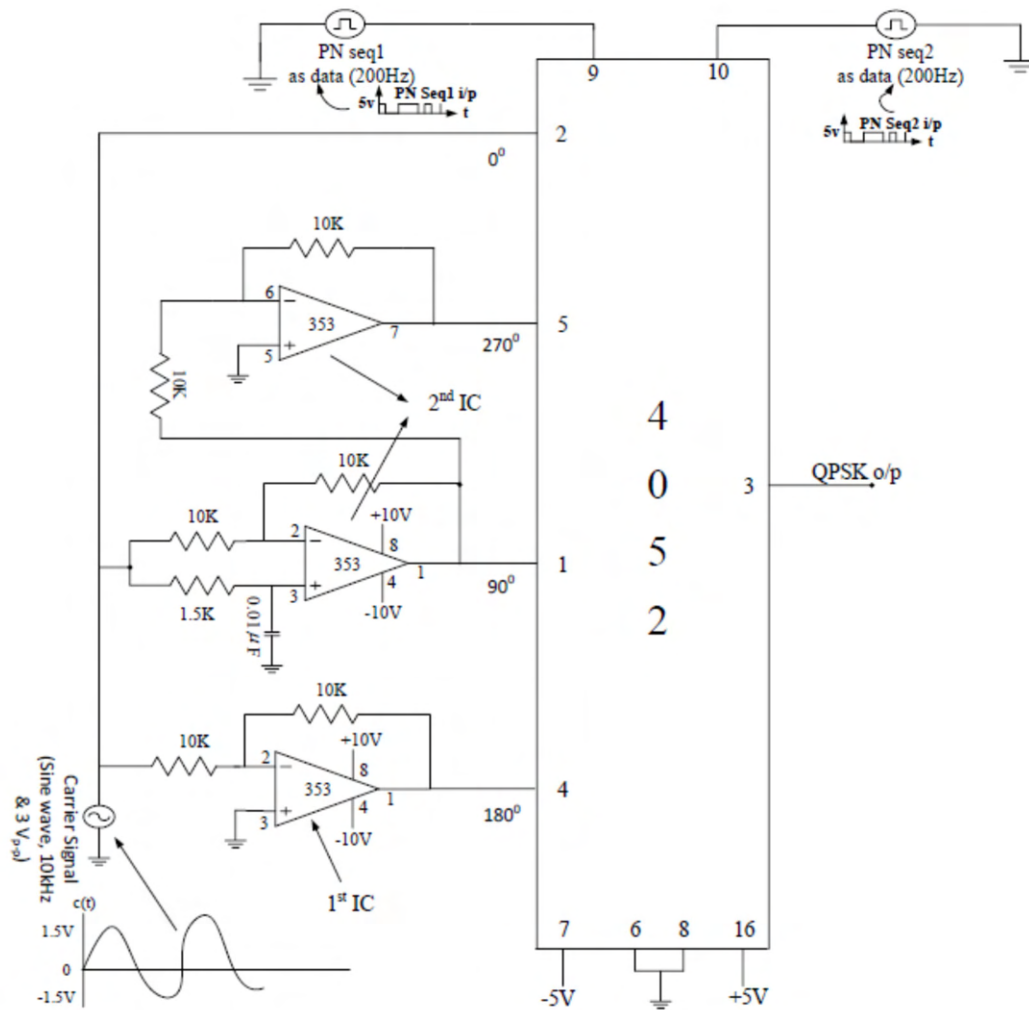 PN seq1
as data (200Hz)
5v
PN Seq1 i/p
t
9
10
PN seq2
as data (200Hz)
5v
PN Seq2 i/p
t
2
0⁰
10K
6
−
353
7
+
5
270⁰
5
10K
2ⁿᵈ IC
4
0
5
2
3
QPSK o/p
10K
+10V
10K
2
−
8
353
1
+
4
3
-10V
1.5K
0.01μF
90⁰
1
10K
+10V
10K
2
−
8
353
1
+
4
3
-10V
180⁰
4
1ˢᵗ IC
Carrier Signal
(Sine wave, 10kHz
& 3 Vₚ₋ₚ)
c(t)
1.5V
0
-1.5V
7
6
8
16
-5V
+5V